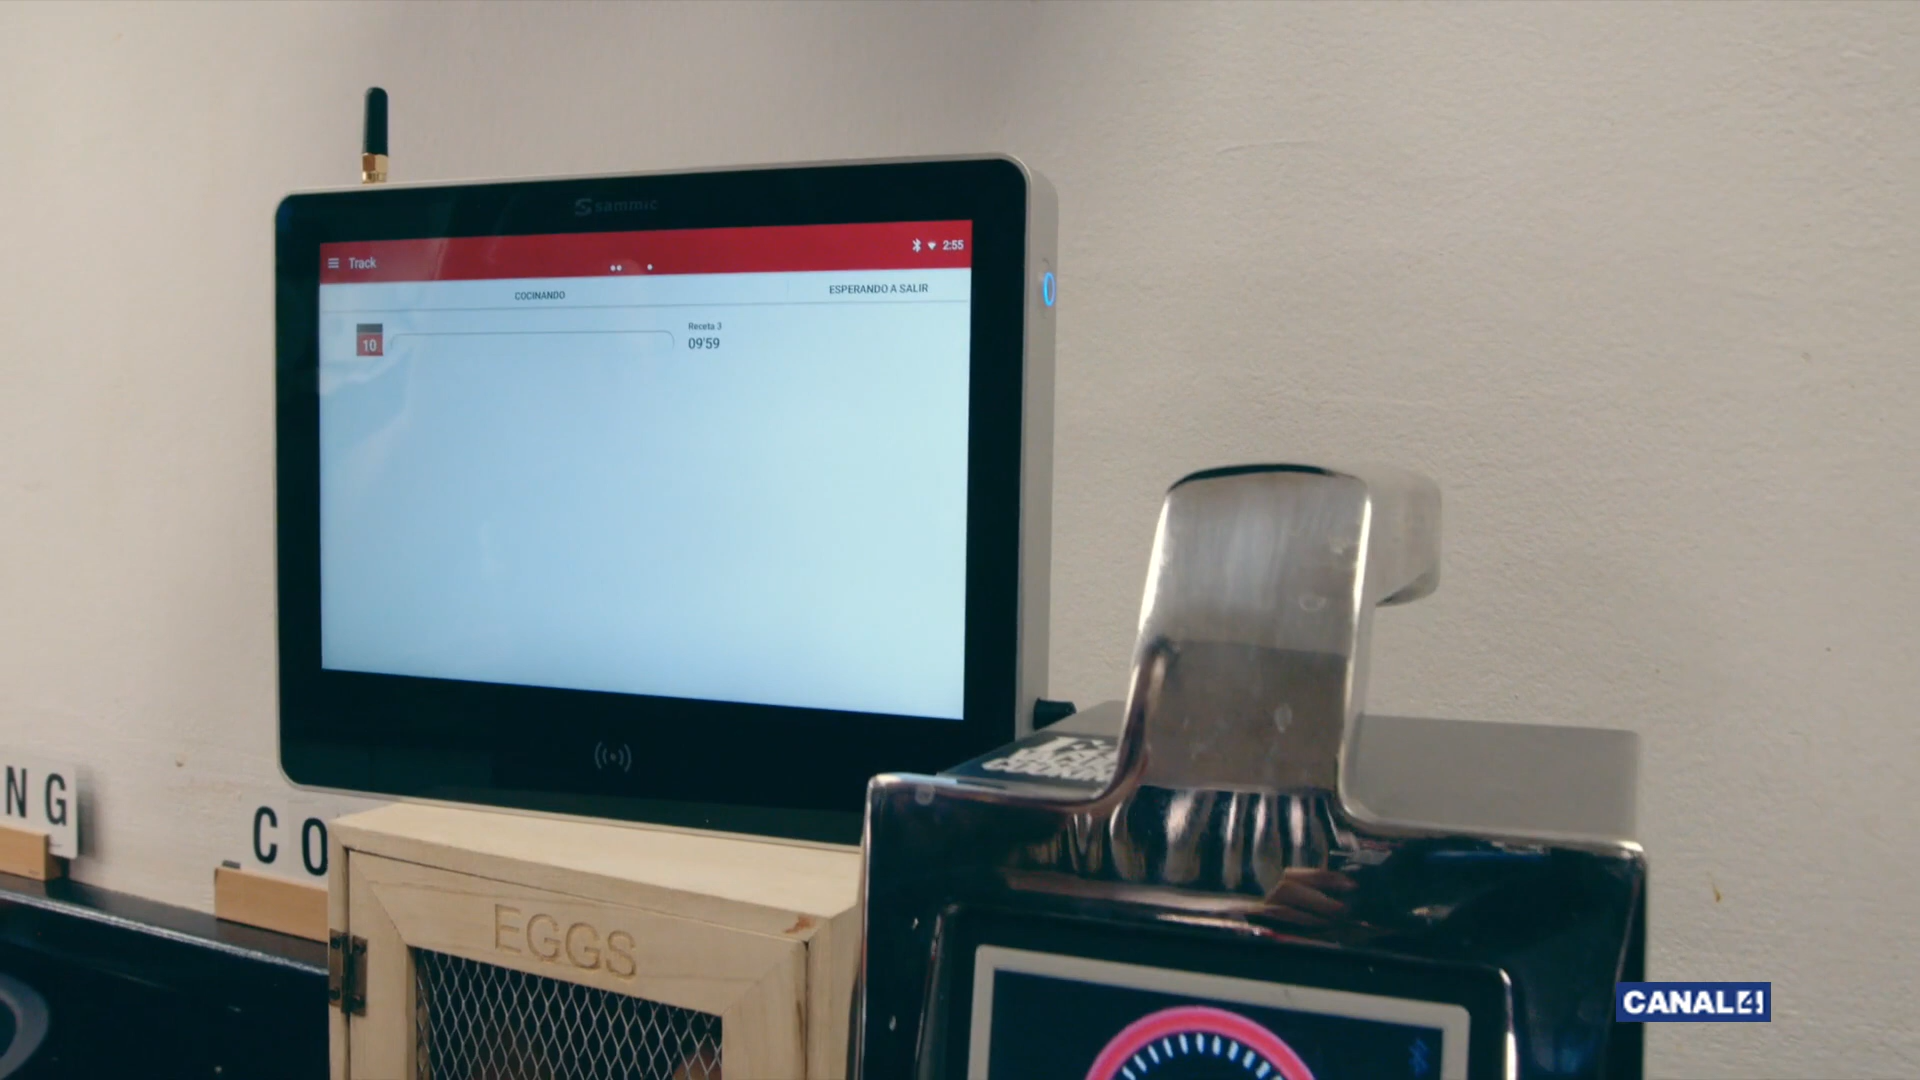 sammic
Track
2:55
COCINANDO
ESPERANDO A SALIR
10
Receta 3
09'59
NG
CO
EGGS
CANAL4